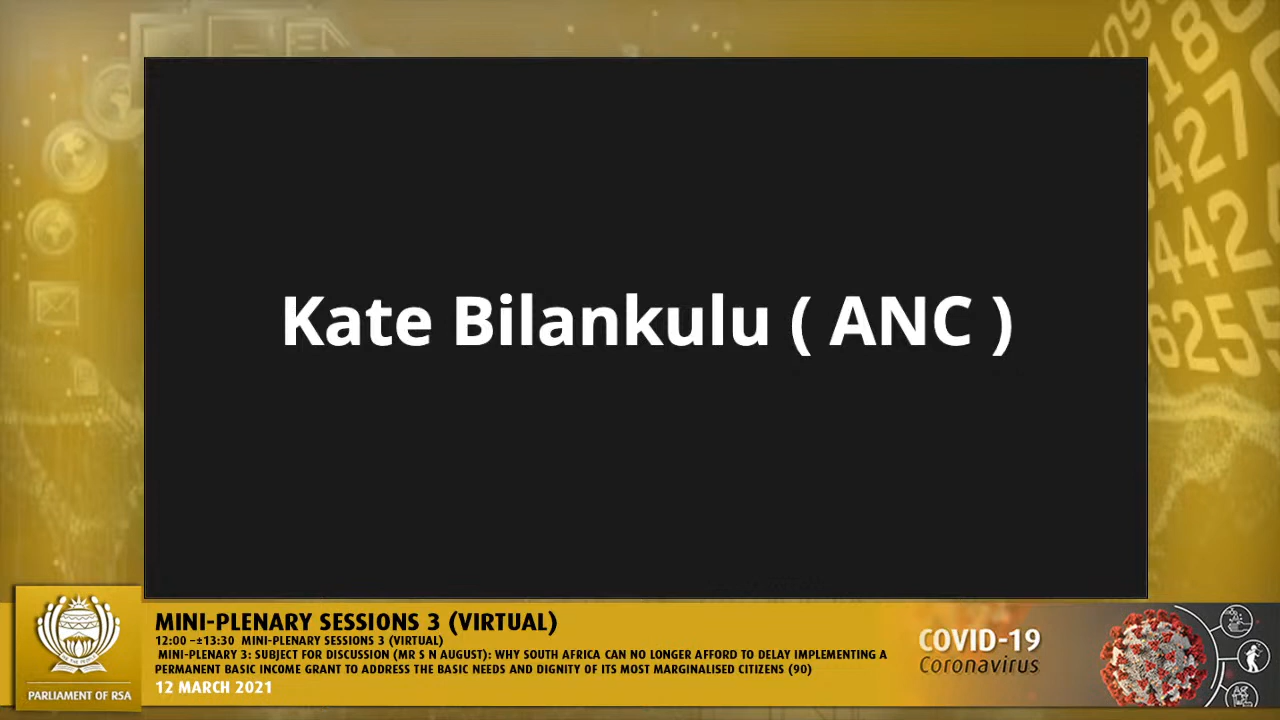 Kate Bilankulu ( ANC )
MINI-PLENARY SESSIONS 3 (VIRTUAL)
12:00 –±13:30 MINI-PLENARY SESSIONS 3 (VIRTUAL)
MINI-PLENARY 3: SUBJECT FOR DISCUSSION (MR S N AUGUST): WHY SOUTH AFRICA CAN NO LONGER AFFORD TO DELAY IMPLEMENTING A
PERMANENT BASIC INCOME GRANT TO ADDRESS THE BASIC NEEDS AND DIGNITY OF ITS MOST MARGINALISED CITIZENS (90)
12 MARCH 2021
PARLIAMENT OF RSA
COVID-19
Coronavirus